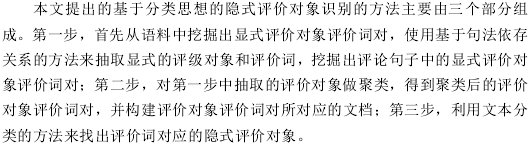 本文提出的基于分类思想的隐式评价对象识别的方法主要由三个部分组
成。第一步，首先从语料中挖掘出显式评价对象评价词对，使用基于句法依存
关系的方法来抽取显式的评级对象和评价词，挖掘出评论句子中的显式评价对
象评价词对；第二步，对第一步中抽取的评价对象做聚类，得到聚类后的评价
对象评价词对，并构建评价对象评价词对所对应的文档；第三步，利用文本分
类的方法来找出评价词对应的隐式评价对象。